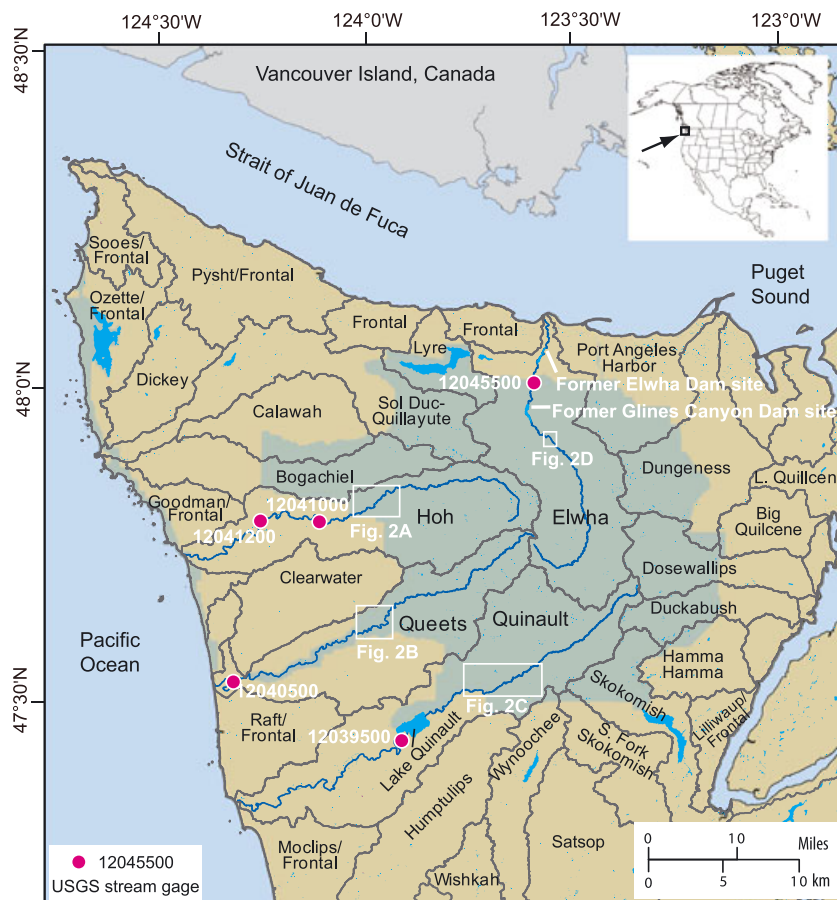 124°30'W
124°00'W
123°30'W
123°0'W
48°30'N
48°0'N
47°30'N
Vancouver Island, Canada
Strait of Juan de Fuca
Puget
Sound
Pacific
Ocean
Sooes/
Frontal
Ozette/
Frontal
Pysht/Frontal
Frontal
Frontal
Lyre
Port Angeles
Harbor
12045500
Former Elwha Dam site
Former Glines Canyon Dam site
Dickey
Sol Duc-
Quillayute
Calawah
Fig. 2D
Dungeness
Bogachiel
L. Quilcen
Goodman/
Frontal
12041000
12041200
Fig. 2A
Hoh
Elwha
Big
Quilcene
Clearwater
Dosewallips
Queets
Quinault
Duckabush
Fig. 2B
Hamma
Hamma
Fig. 2C
Skokomish
12040500
Raft/
Frontal
12039500
Lake Quinault
Wynoochee
S. Fork
Skokomish
Lilliwaup/
Frontal
Humptulips
Moclips/
Frontal
Satsop
Wishkah
12045500
USGS stream gage
0 10 Miles
0 5 10 km